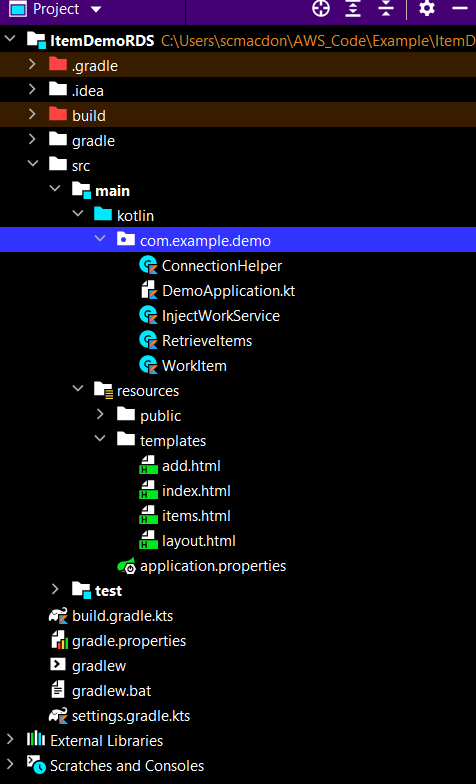 Project
ItemDemoRDS C:\Users\scmacdon\AWS_Code\Example\ItemD
.gradle
.idea
build
gradle
src
main
kotlin
com.example.demo
ConnectionHelper
DemoApplication.kt
InjectWorkService
RetrieveItems
WorkItem
resources
public
templates
add.html
index.html
items.html
layout.html
application.properties
test
build.gradle.kts
gradle.properties
gradlew
gradlew.bat
settings.gradle.kts
External Libraries
Scratches and Consoles